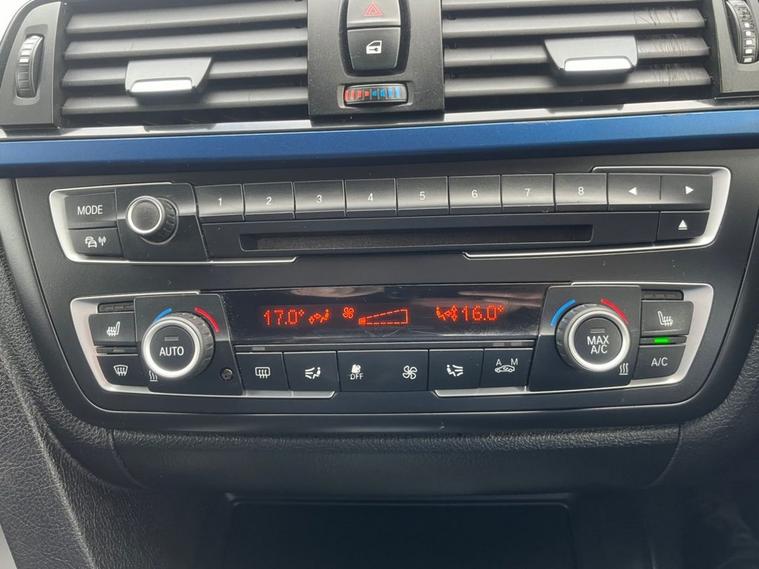 MODE
1 2 3 4 5 6 7 8
17.0° 16.0°
AUTO
MAX
A/C
OFF
A M
A/C